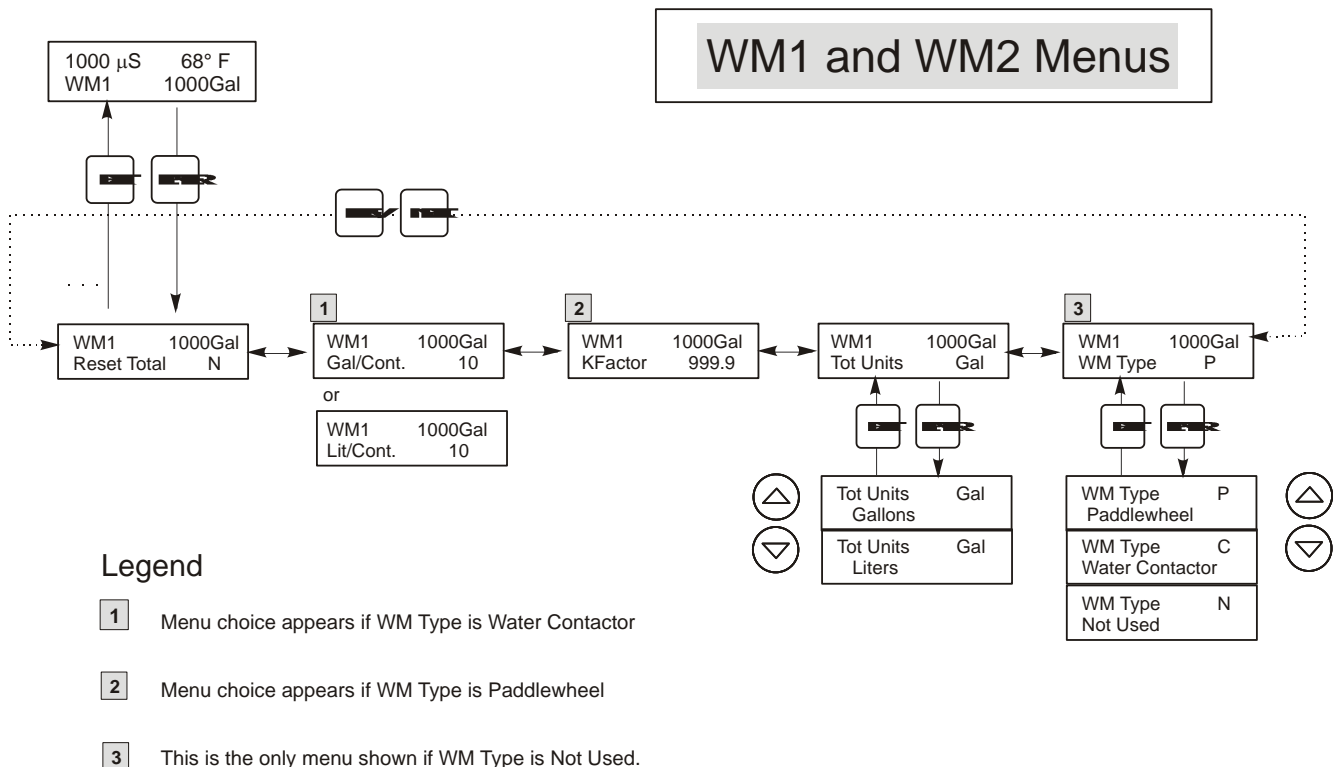 WM1 and WM2 Menus
1000 μS 68° F
WM1 1000Gal
WM1 1000Gal
Reset Total N
1
WM1 1000Gal
Gal/Cont. 10
or
WM1 1000Gal
Lit/Cont. 10
2
WM1 1000Gal
KFactor 999.9
WM1 1000Gal
Tot Units Gal
3
WM1 1000Gal
WM Type P
Tot Units Gal
Gallons
Tot Units Gal
Liters
WM Type P
Paddlewheel
WM Type C
Water Contactor
WM Type N
Not Used
Legend
1 Menu choice appears if WM Type is Water Contactor
2 Menu choice appears if WM Type is Paddlewheel
3 This is the only menu shown if WM Type is Not Used.